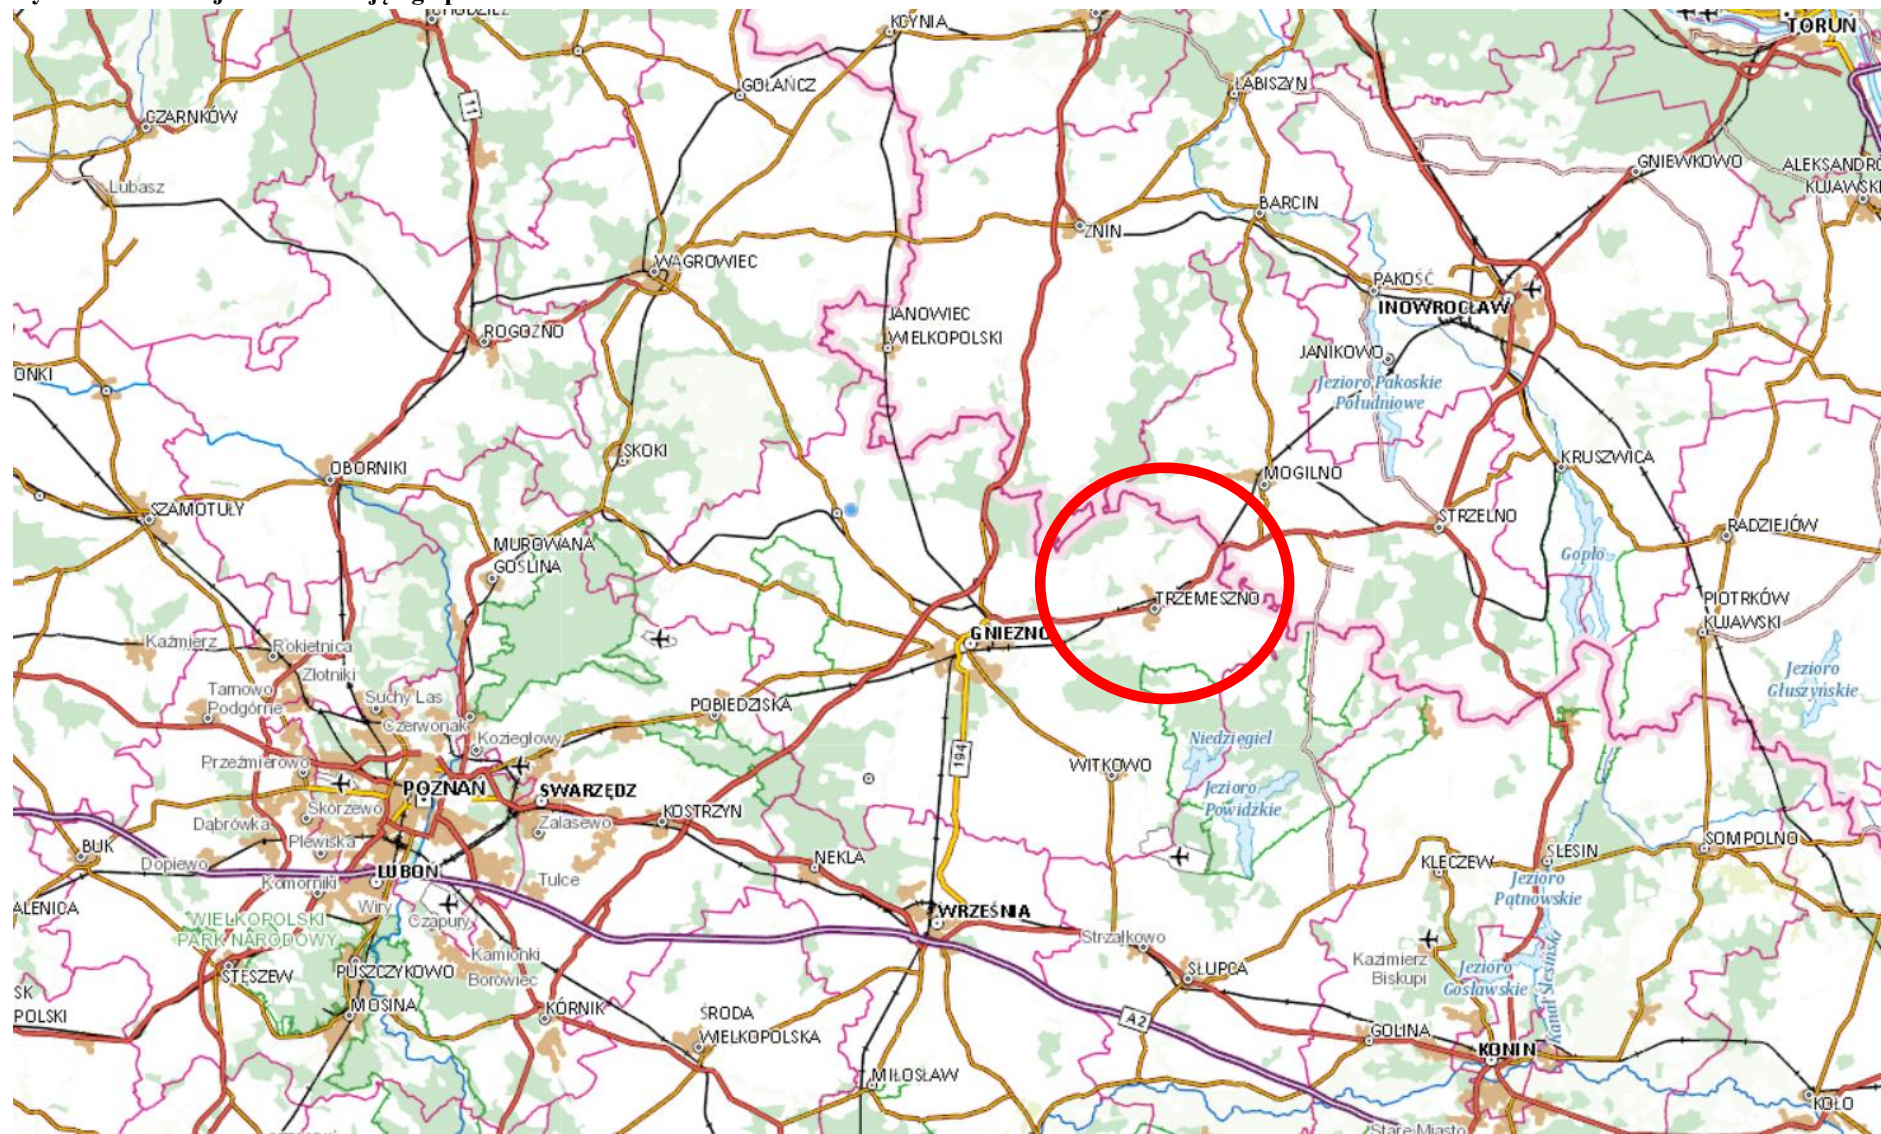 KCYNIA
TORUŃ
GOŁAŃCZ
ŁABISZYN
11
CZARNKÓW
GNIEWKOWO
KUJAWSKI
Lubasz
BARCIN
ŻNIN
WĄGROWIEC
PAKOŚĆ
INOWROCŁAW
JANOWIEC
WIELKOPOLSKI
ROGOŹNO
JANIKOWO
ONKI
Jezioro Pakoskie
Południowe
SKOKI
KRUSZWICA
OBORNIKI
MOGILNO
SZAMOTUŁY
STRZELNO
RADZIEJÓW
MUROWANA
GOŚLINA
Gopło
TRZEMESZNO
PIOTRKÓW
KUJAWSKI
GNIEZNO
Kaźmierz
Rokietnica
Złotniki
Jezioro
Głuszyńskie
Tarnowo
Podgórne
Suchy Las
Czerwonak
POBIEDZISKA
Koziegłowy
Niedzięgiel
Przeźmierowo
194
WITKOWO
POZNAŃ
SWARZĘDZ
Jezioro
Powidzkie
Skórzewo
KOSTRZYN
Dąbrówka
Zalasewo
Plewiska
SOMPOLNO
BUK
Dopiewo
NEKLA
KLECZEW
ŚLESIN
LUBOŃ
Komorniki
Tulce
Jezioro
Pątnowskie
ALENICA
Wiry
WIELKOPOLSKI
PARK NARODOWY
Czapury
WRZEŚNIA
Strzałkowo
Kamionki
Borówiec
Kazimierz
Biskupi
Jezioro
Gosławskie
Kanał Ślesiński
STĘSZEW
PUSZCZYKOWO
SŁUPCA
SK
POLSKI
MOSINA
KÓRNIK
ŚRODA
WIELKOPOLSKA
A2
GOLINA
KONIN
MIŁOSŁAW
KOŁO
Stare Miasto